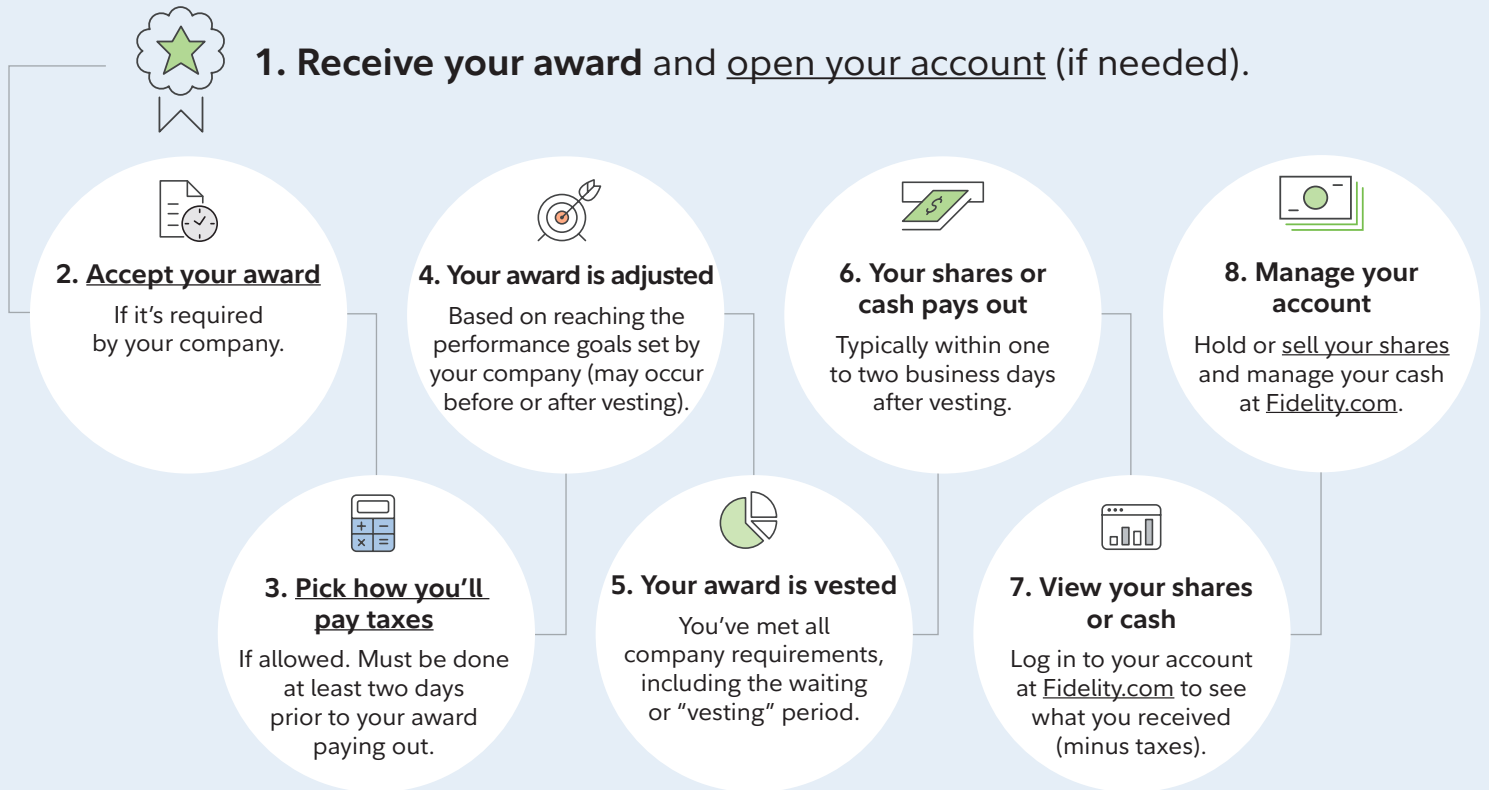 1. Receive your award and open your account (if needed).
2. Accept your award
If it's required
by your company.
3. Pick how you'll
pay taxes
If allowed. Must be done
at least two days
prior to your award
paying out.
4. Your award is adjusted
Based on reaching the
performance goals set by
your company (may occur
before or after vesting).
5. Your award is vested
You've met all
company requirements,
including the waiting
or “vesting” period.
6. Your shares or
cash pays out
$
Typically within one
to two business days
after vesting.
7. View your shares
or cash
Log in to your account
at Fidelity.com to see
what you received
(minus taxes).
8. Manage your
account
Hold or sell your shares
and manage your cash
at Fidelity.com.